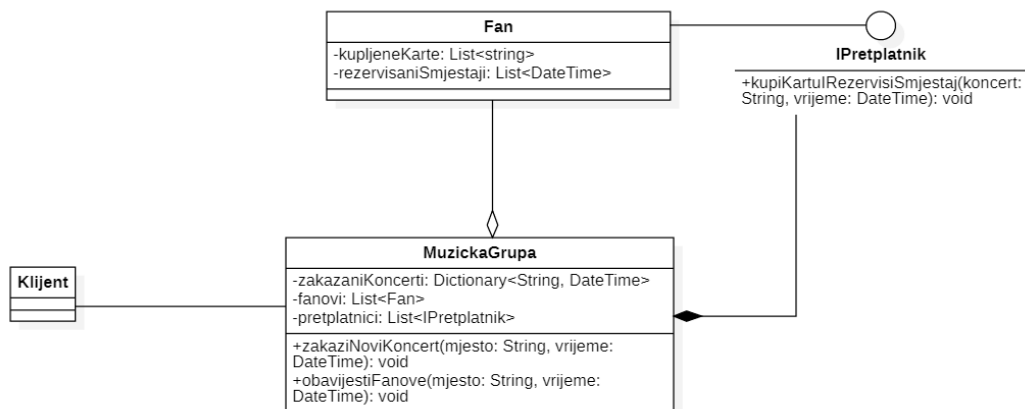 Fan
-kupljeneKarte: List<string>
-rezervisaniSmjestaji: List<DateTime>
IPretplatnik
+kupiKartuIRezervisiSmjestaj(koncert:
String, vrijeme: DateTime): void
Klijent
MuzickaGrupa
-zakazaniKoncerti: Dictionary<String, DateTime>
-fanovi: List<Fan>
-pretplatnici: List<IPretplatnik>
+zakaziNoviKoncert(mjesto: String, vrijeme:
DateTime): void
+obavijestiFanove(mjesto: String, vrijeme:
DateTime): void